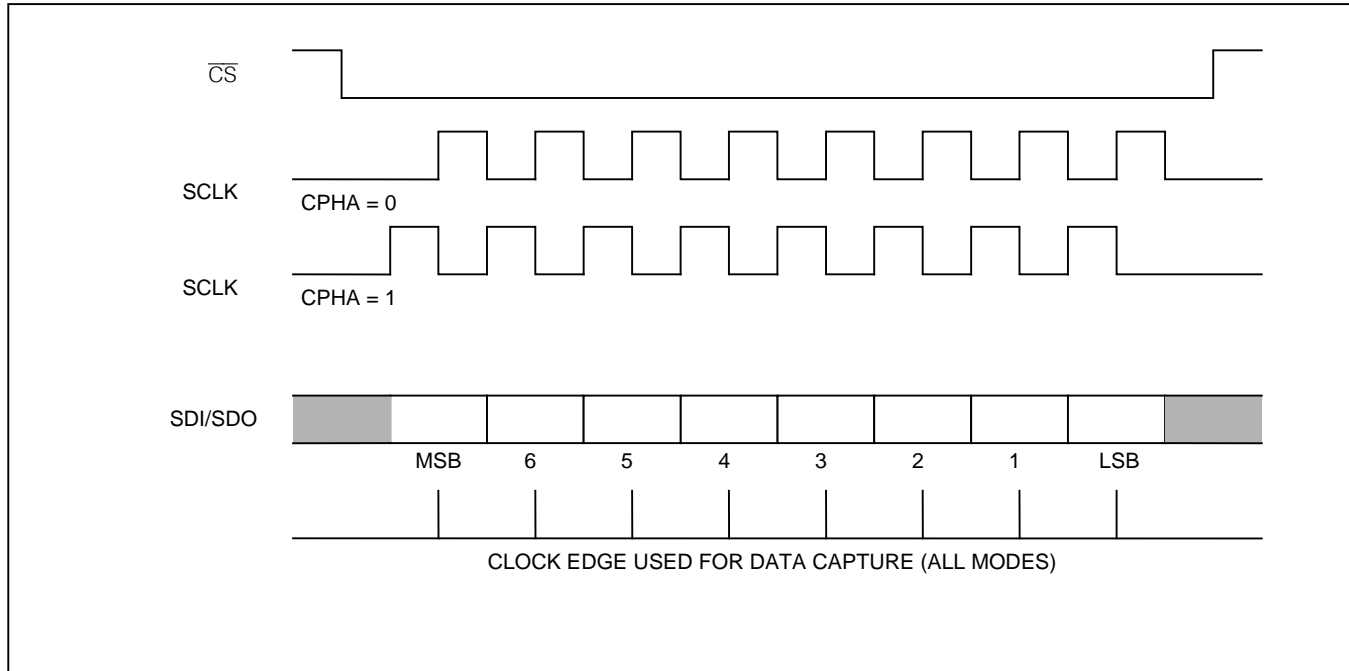 CS
SCLK
CPHA = 0
SCLK
CPHA = 1
SDI/SDO
MSB 6 5 4 3 2 1 LSB
CLOCK EDGE USED FOR DATA CAPTURE (ALL MODES)